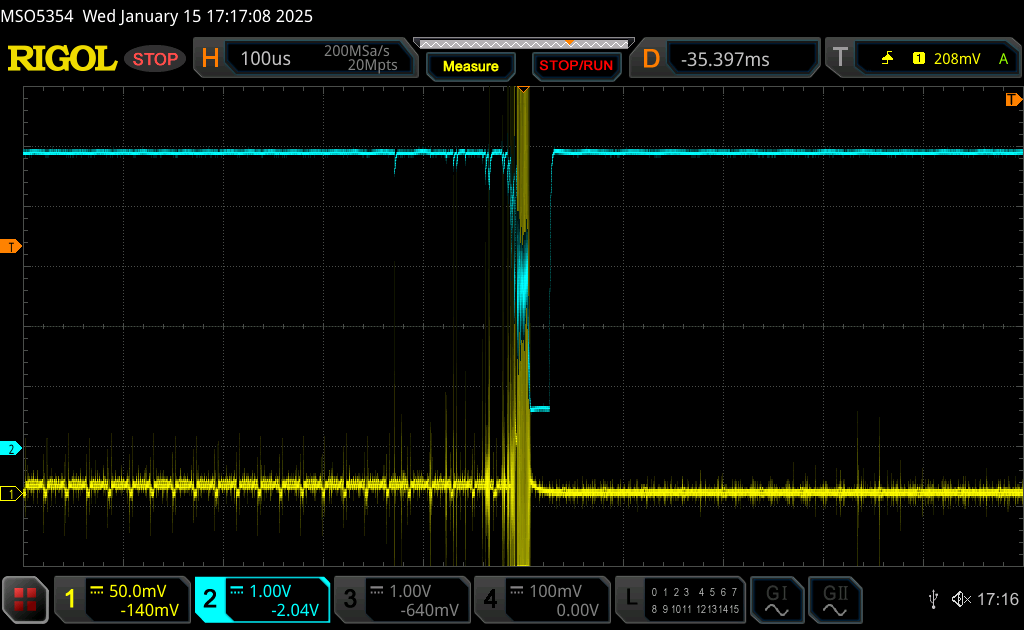 MSO5354 Wed January 15 17:17:08 2025
RIGOL STOP H 100us 200MSa/s 20Mpts Measure STOP/RUN D -35.397ms T 1 208mV A
T
T
2
1
1 50.0mV -140mV
2 1.00V -2.04V
3 1.00V -640mV
4 100mV 0.00V
L 0 1 2 3 4 5 6 7
8 9 10 11 12 13 14 15
GI
GII
17:16